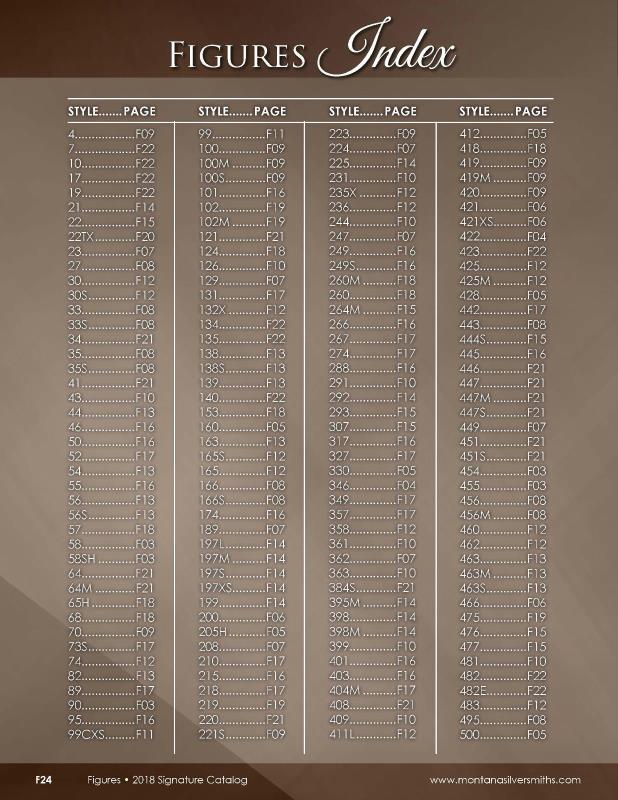 FIGURES Index
STYLE.......PAGE
4................F09
7................F22
10................F22
17................F22
19................F22
21................F14
22................F15
22TX................F20
23................F07
27................F08
30................F12
30S................F12
33................F08
33S................F08
34................F21
35................F08
35S................F08
41................F21
43................F10
44................F13
46................F16
50................F16
52................F17
54................F13
55................F16
56................F13
56S................F13
57................F18
58................F03
58SH................F03
64................F21
64M................F21
65H................F18
68................F18
70................F09
73S................F17
74................F12
82................F13
89................F17
90................F03
95................F16
99CXS.........F11
STYLE.......PAGE
99................F11
100................F09
100M..........F09
100S................F09
101................F16
102................F19
102M..........F19
121................F21
124................F18
126................F10
129................F07
131................F17
132X................F12
134................F22
135................F22
138................F13
138S................F13
139................F13
140................F22
153................F18
160................F05
163................F13
165S................F12
165................F12
166................F08
166S................F08
174................F16
189................F07
197L................F14
197M..........F14
197S................F14
197XS.........F14
199................F14
200................F06
205H..........F05
208................F07
210................F17
215................F16
218................F17
219................F19
220................F21
221S................F09
STYLE.......PAGE
223................F09
224................F07
225................F14
231................F10
235X................F12
236................F12
244................F10
247................F07
249................F16
249S................F16
260M..........F18
260................F18
264M..........F15
266................F16
267................F17
274................F17
288................F16
291................F10
292................F14
293................F15
307................F15
317................F16
327................F17
330................F05
346................F04
349................F17
357................F17
358................F12
361................F10
362................F07
363................F10
384S................F21
395M..........F14
398................F14
398M..........F14
399................F10
401................F16
403................F16
404M..........F17
408................F21
409................F10
411L................F12
STYLE.......PAGE
412................F05
418................F18
419................F09
419M..........F09
420................F09
421................F06
421XS.........F06
422................F04
423................F22
425................F12
425M..........F12
428................F05
442................F17
443................F08
444S................F15
445................F16
446................F21
447................F21
447M..........F21
447S................F21
449................F07
451................F21
451S................F21
454................F03
455................F03
456................F08
456M..........F08
460................F12
462................F12
463................F13
463M..........F13
463S................F13
466................F06
475................F19
476................F15
477................F15
481................F10
482................F22
482E................F22
483................F12
495................F08
500................F05
F24 Figures • 2018 Signature Catalog www.montanasilversmiths.com